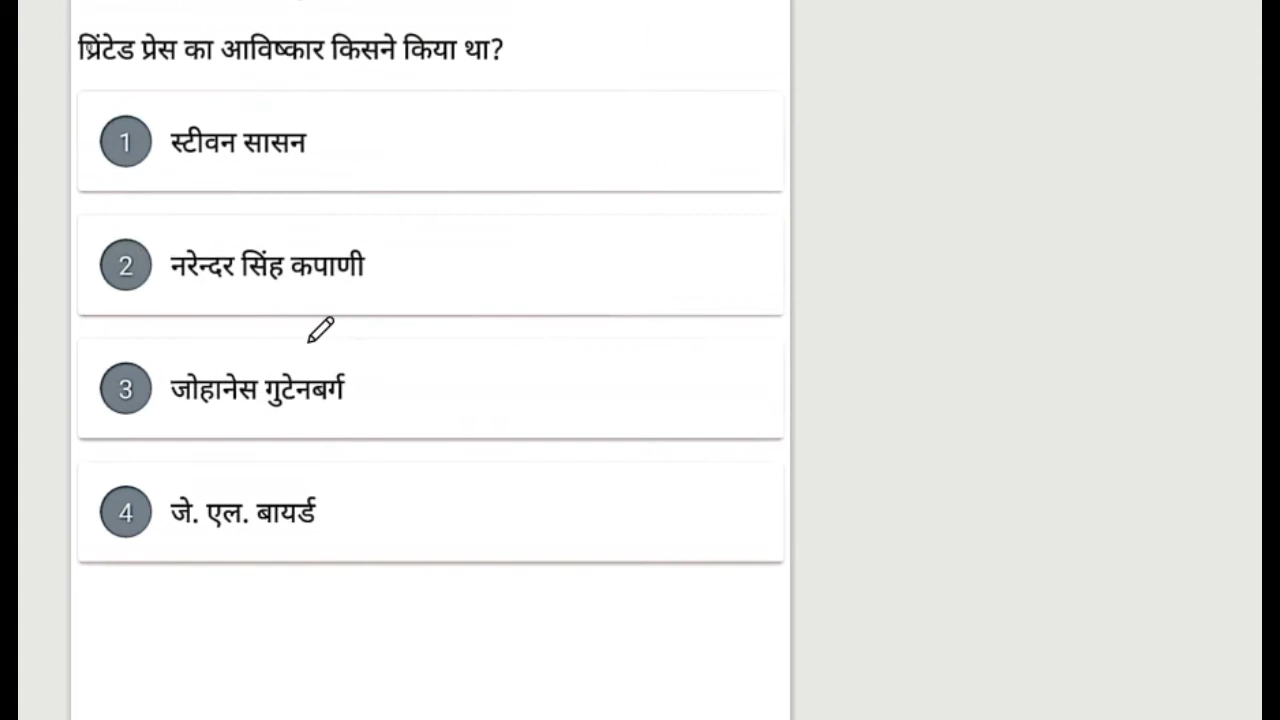 प्रिंटेड प्रेस का आविष्कार किसने किया था?
1 स्टीवन सासन
2 नरेन्दर सिंह कपाणी
3 जोहानेस गुटेनबर्ग
4 जे. एल. बायर्ड